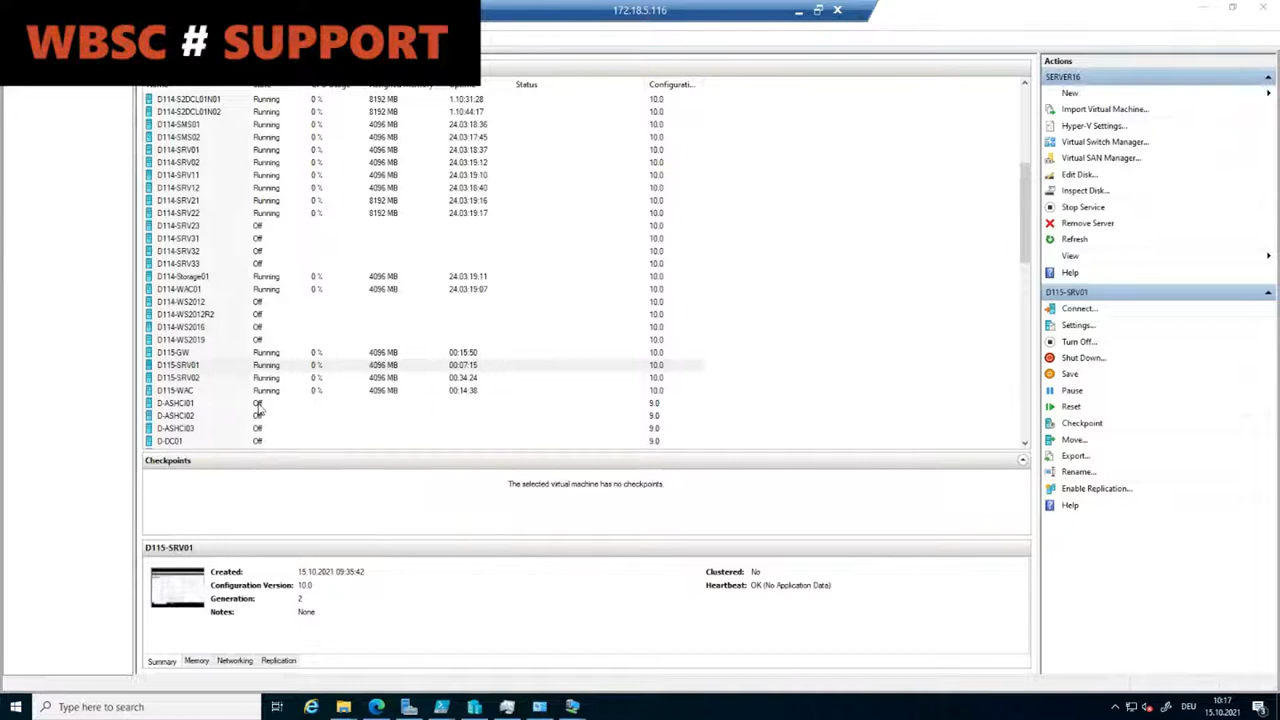 172.18.5.116
WBSC # SUPPORT
Status Configurati...
D114-S2DCL01N01 Running 0 % 8192 MB 1.10:31:28 10.0
D114-S2DCL01N02 Running 0 % 8192 MB 1.10:44:17 10.0
D114-SMS01 Running 0 % 4096 MB 24.03:18:36 10.0
D114-SMS02 Running 0 % 4096 MB 24.03:17:45 10.0
D114-SRV01 Running 0 % 4096 MB 24.03:18:37 10.0
D114-SRV02 Running 0 % 4096 MB 24.03:19:12 10.0
D114-SRV11 Running 0 % 4096 MB 24.03:19:10 10.0
D114-SRV12 Running 0 % 4096 MB 24.03:18:40 10.0
D114-SRV21 Running 0 % 8192 MB 24.03:19:16 10.0
D114-SRV22 Running 0 % 8192 MB 24.03:19:17 10.0
D114-SRV23 Off 10.0
D114-SRV31 Off 10.0
D114-SRV32 Off 10.0
D114-SRV33 Off 10.0
D114-Storage01 Running 0 % 4096 MB 24.03:19:11 10.0
D114-WAC01 Running 0 % 4096 MB 24.03:19:07 10.0
D114-WS2012 Off 10.0
D114-WS2012R2 Off 10.0
D114-WS2016 Off 10.0
D114-WS2019 Off 10.0
D115-GW Running 0 % 4096 MB 00:15:50 10.0
D115-SRV01 Running 0 % 4096 MB 00:07:15 10.0
D115-SRV02 Running 0 % 4096 MB 00:34:24 10.0
D115-WAC Running 0 % 4096 MB 00:14:38 10.0
D-ASHCI01 Off 9.0
D-ASHCI02 Off 9.0
D-ASHCI03 Off 9.0
D-DC01 Off 9.0
Checkpoints
The selected virtual machine has no checkpoints.
D115-SRV01
Created: 15.10.2021 09:35:42 Clustered: No
Configuration Version: 10.0 Heartbeat: OK (No Application Data)
Generation: 2
Notes: None
Summary Memory Networking Replication
Actions
SERVER16
New
Import Virtual Machine...
Hyper-V Settings...
Virtual Switch Manager...
Virtual SAN Manager...
Edit Disk...
Inspect Disk...
Stop Service
Remove Server
Refresh
View
Help
D115-SRV01
Connect...
Settings...
Turn Off...
Shut Down...
Save
Pause
Reset
Checkpoint
Move...
Export...
Rename...
Enable Replication...
Help
Type here to search
DEU
10:17
15.10.2021